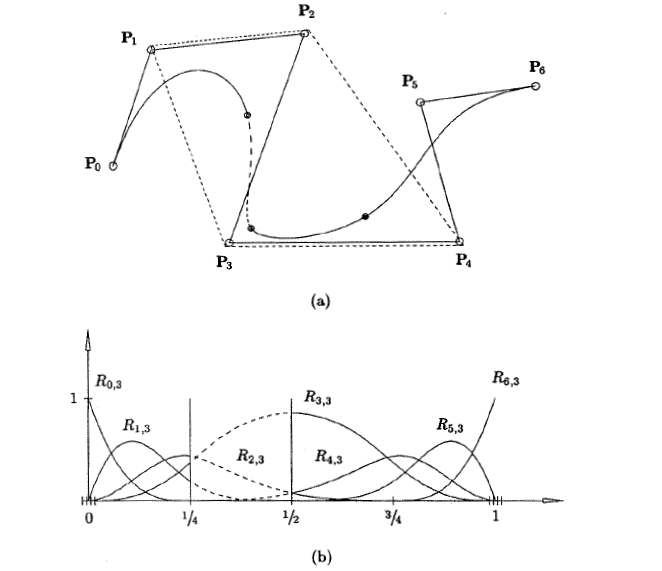 P2
P1
P6
P5
P0
P3
P4
(a)
R0,3
R6,3
1
R3,3
R1,3
R5,3
R2,3
R4,3
0
1/4
1/2
3/4
1
(b)